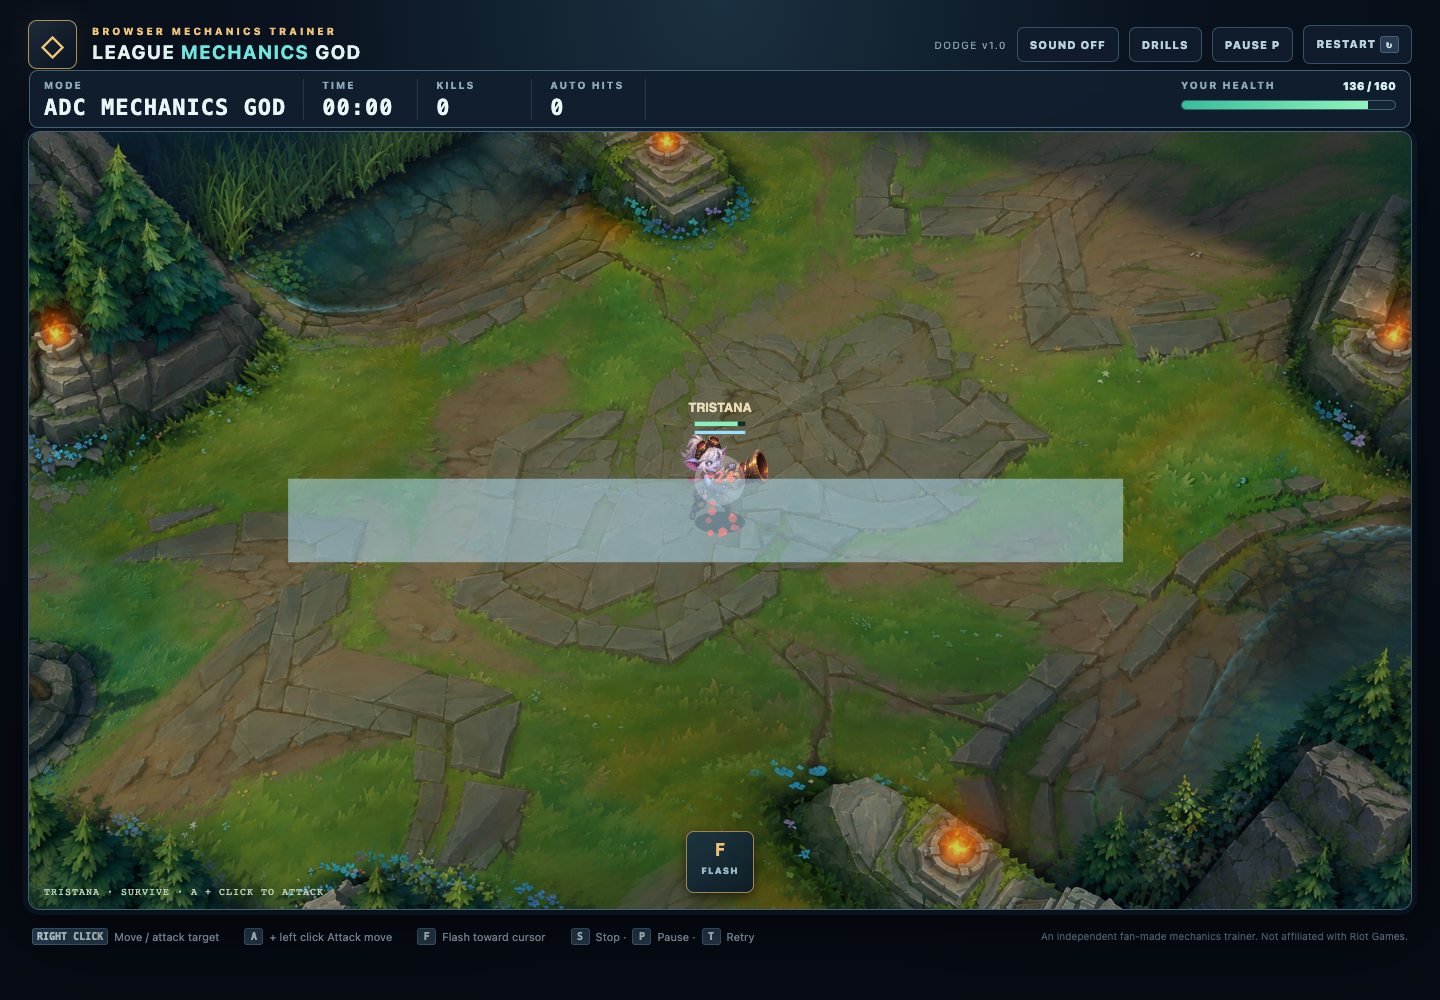 BROWSER MECHANICS TRAINER
LEAGUE MECHANICS GOD
DODGE v1.0
SOUND OFF
DRILLS
PAUSE P
RESTART ↻
MODE
ADC MECHANICS GOD
TIME
00:00
KILLS
0
AUTO HITS
0
YOUR HEALTH
136 / 160
TRISTANA
F
FLASH
TRISTANA · SURVIVE · A + CLICK TO ATTACK
RIGHT CLICK Move / attack target
A + left click Attack move
F Flash toward cursor
S Stop · P Pause · T Retry
An independent fan-made mechanics trainer. Not affiliated with Riot Games.